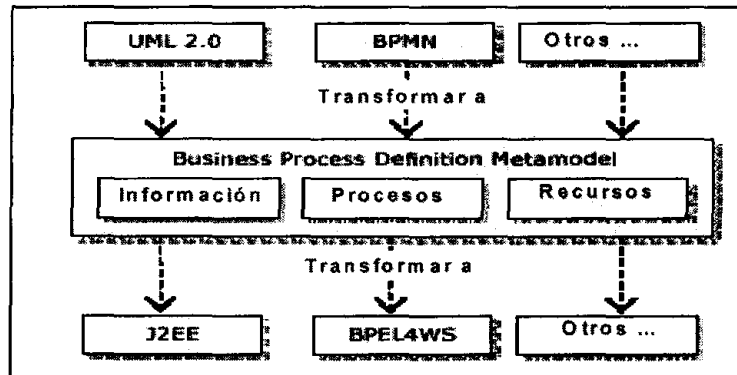 UML 2.0 BPMN Otros ...
Transformar a
Business Process Definition Metamodel
Información Procesos Recursos
Transformar a
J2EE BPEL4WS Otros ...